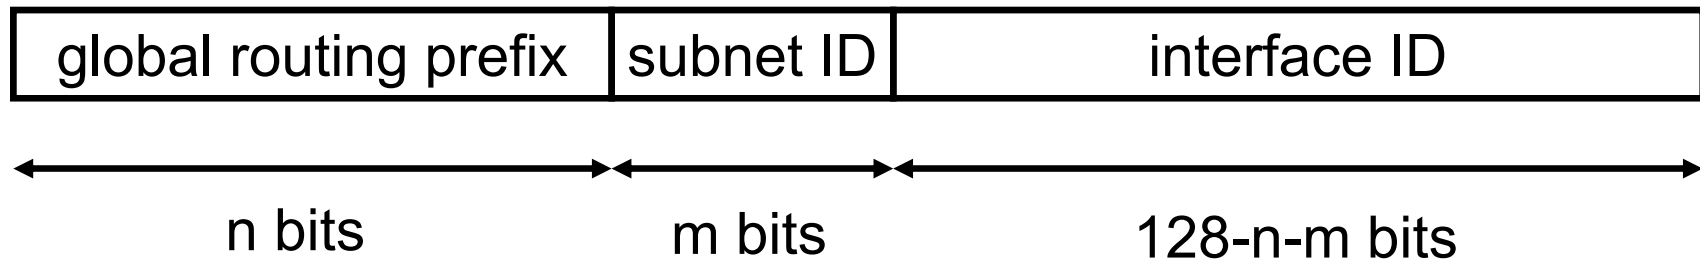 global routing prefix subnet ID interface ID
n bits m bits 128-n-m bits